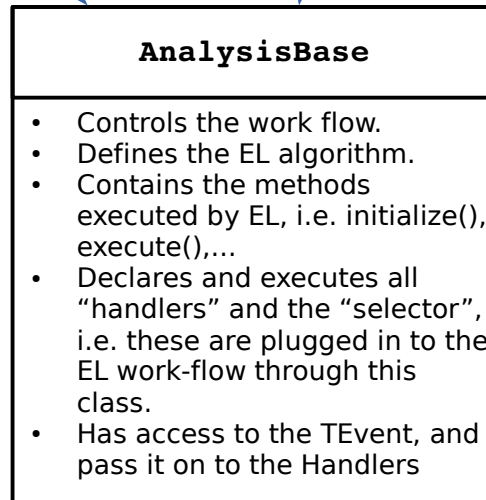 AnalysisBase
• Controls the work flow.
• Defines the EL algorithm.
• Contains the methods
executed by EL, i.e. initialize(),
execute(),...
• Declares and executes all
“handlers” and the “selector”,
i.e. these are plugged in to the
EL work-flow through this
class.
• Has access to the TEvent, and
pass it on to the Handlers